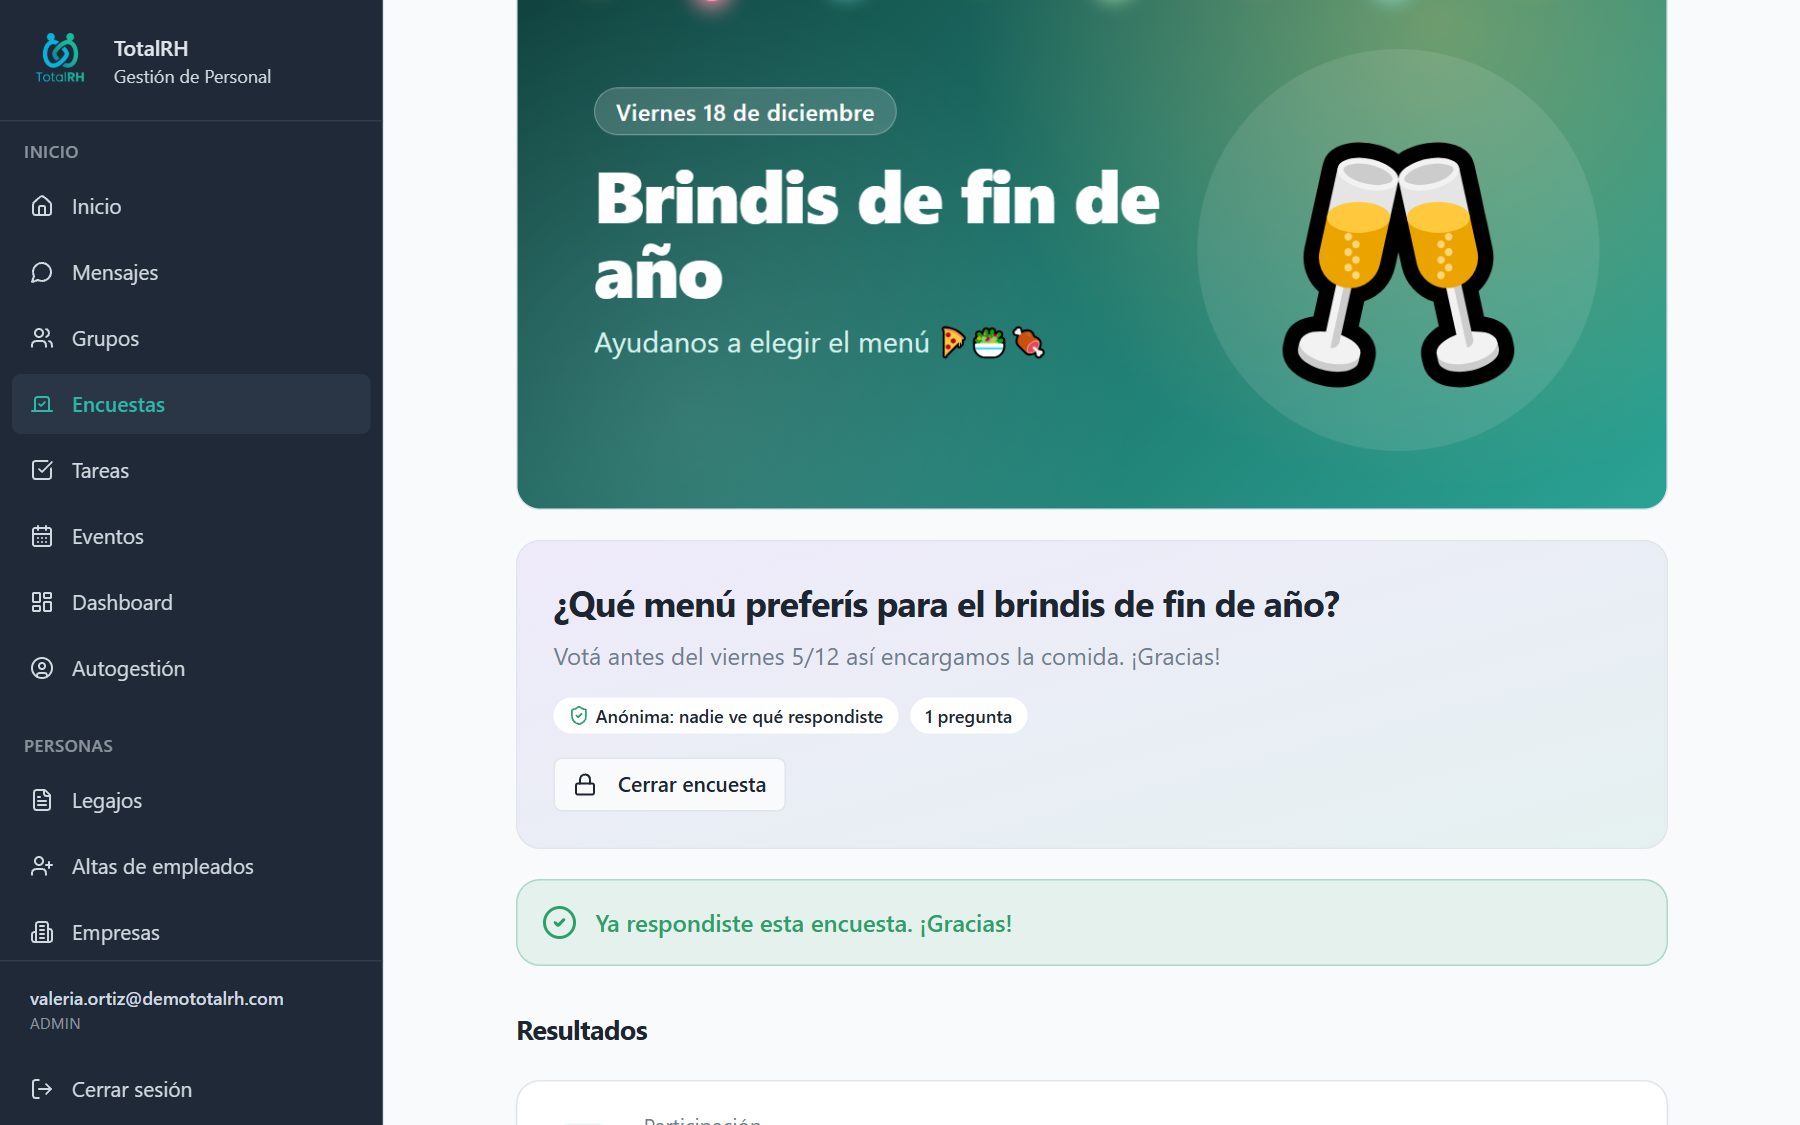 TotalRH
TotalRH
Gestión de Personal
INICIO
Inicio
Mensajes
Grupos
Encuestas
Tareas
Eventos
Dashboard
Autogestión
PERSONAS
Legajos
Altas de empleados
Empresas
valeria.ortiz@demototalrh.com
ADMIN
Cerrar sesión
Viernes 18 de diciembre
Brindis de fin de
año
Ayudanos a elegir el menú 🍕🥗🍖
¿Qué menú preferís para el brindis de fin de año?
Votá antes del viernes 5/12 así encargamos la comida. ¡Gracias!
Anónima: nadie ve qué respondiste
1 pregunta
Cerrar encuesta
Ya respondiste esta encuesta. ¡Gracias!
Resultados
Participación